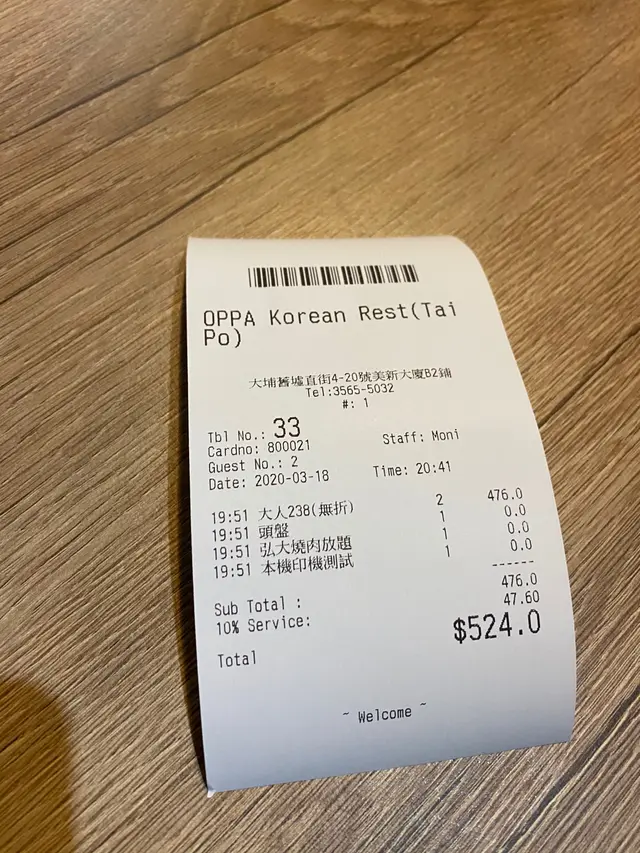 OPPA Korean Rest(Tai
Po)
大埔舊墟直街4-20號美新大廈B2鋪
Tel:3565-5032
#: 1
Tbl No.: 33
Cardno: 800021 Staff: Moni
Guest No.: 2
Date: 2020-03-18 Time: 20:41
19:51 大人238(無折) 2 476.0
19:51 頭盤 1 0.0
19:51 弘大燒肉放題 1 0.0
19:51 本機印機測試 1 0.0
------
Sub Total : 476.0
10% Service: 47.60
Total $524.0
~ Welcome ~